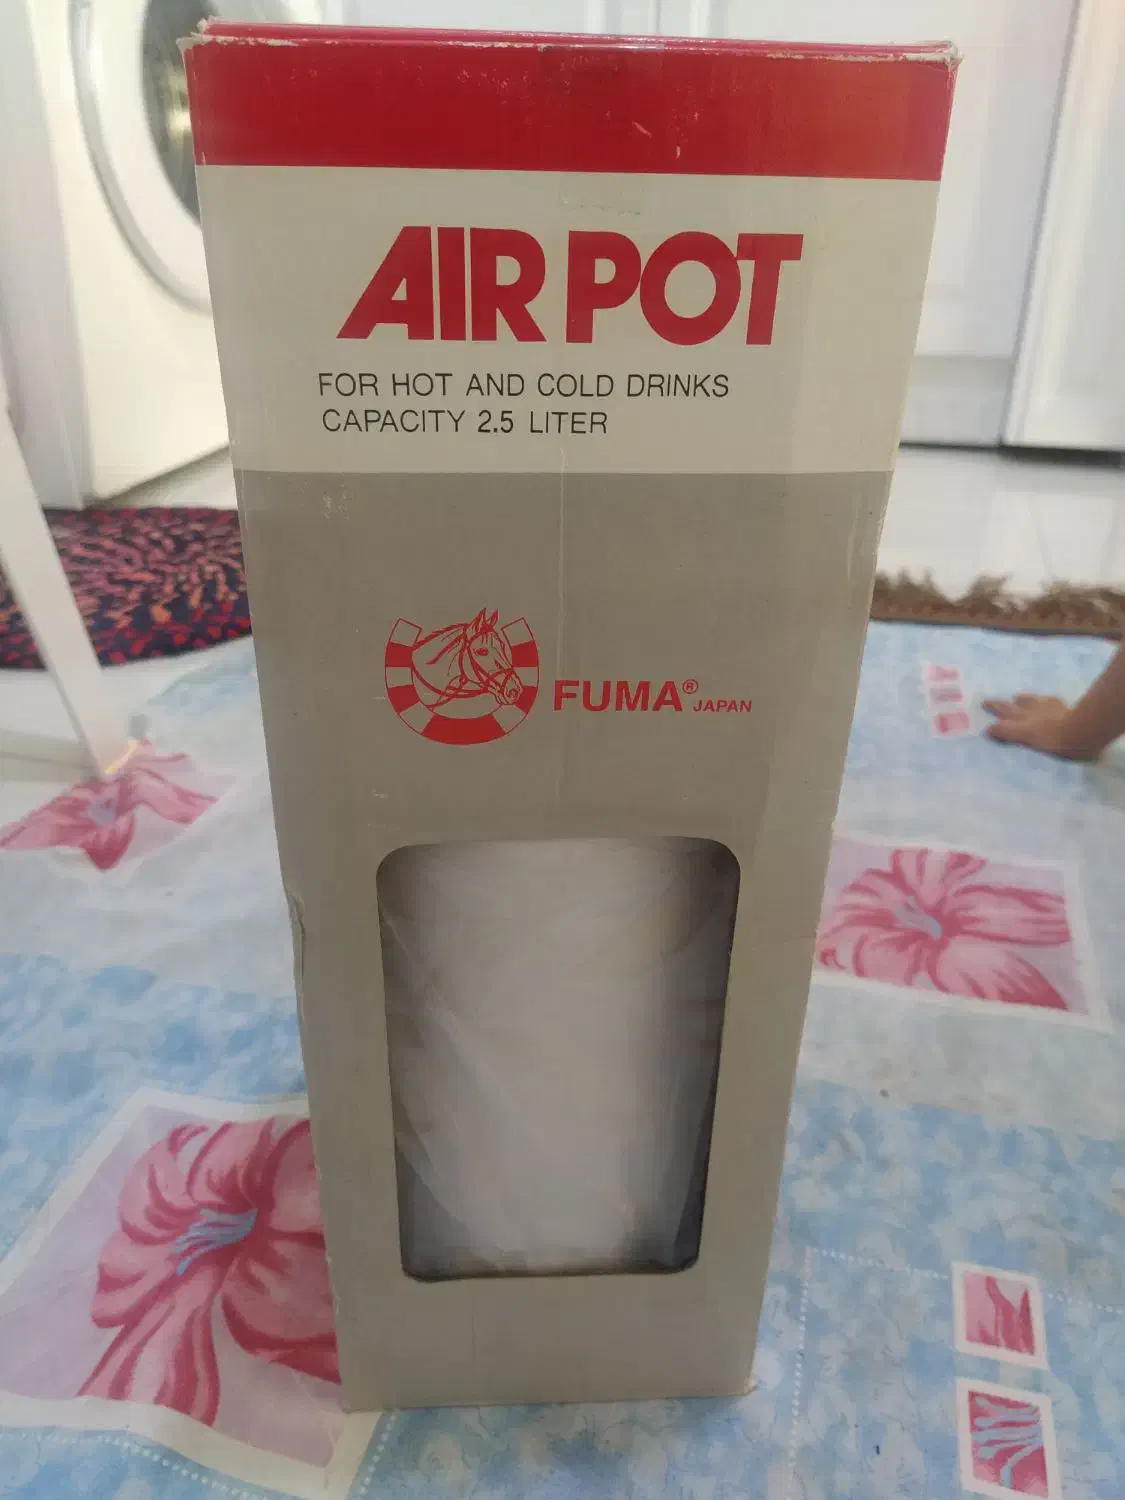 AIR POT
FOR HOT AND COLD DRINKS
CAPACITY 2.5 LITER
FUMA® JAPAN